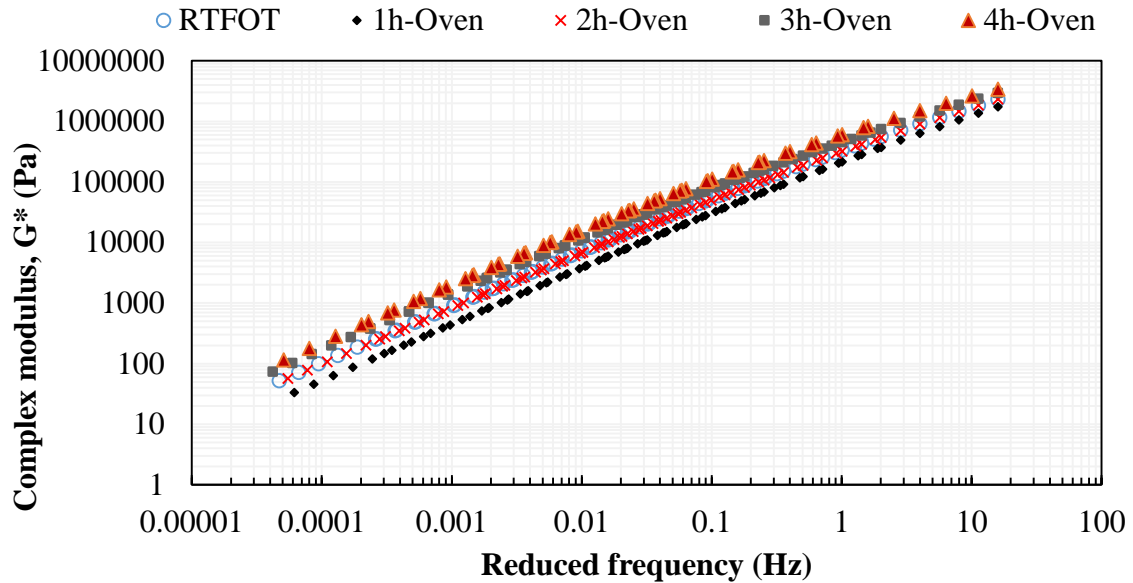 RTFOT 1h-Oven 2h-Oven 3h-Oven 4h-Oven
10000000
1000000
100000
10000
1000
100
10
1
Complex modulus, G* (Pa)
0.00001 0.0001 0.001 0.01 0.1 1 10 100
Reduced frequency (Hz)